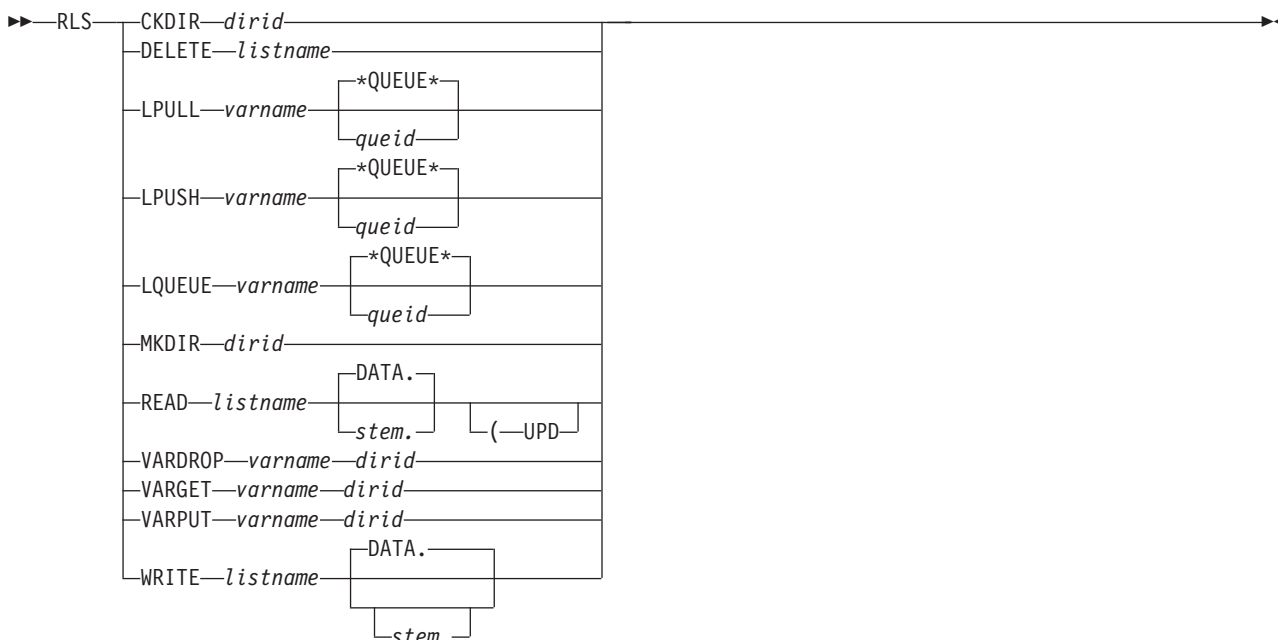 RLS CKDIR dirid
DELETE listname
*QUEUE*
LPULL varname
queid
*QUEUE*
LPUSH varname
queid
*QUEUE*
LQUEUE varname
queid
MKDIR dirid
DATA.
READ listname
stem. ( UPD
VARDROP varname dirid
VARGET varname dirid
VARPUT varname dirid
DATA.
WRITE listname
stem.